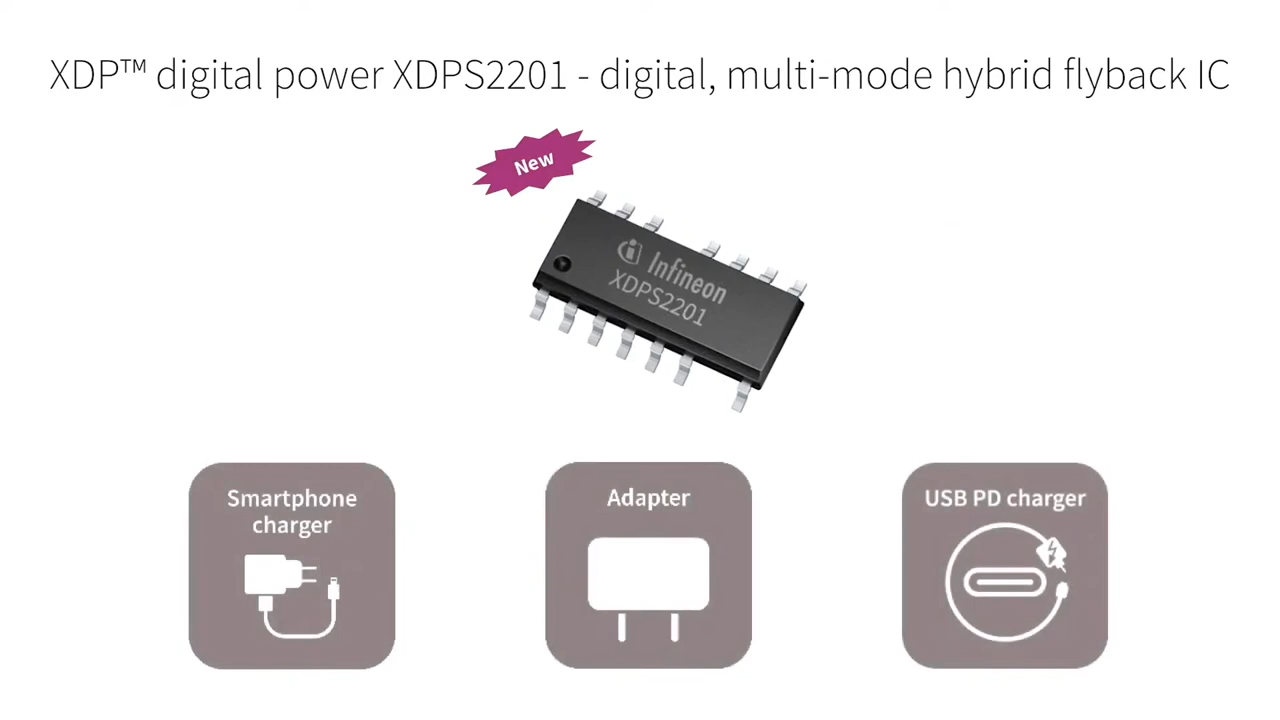 XDP™ digital power XDPS2201 - digital, multi-mode hybrid flyback IC
New
Infineon
XDPS2201
Smartphone
charger
Adapter
USB PD charger